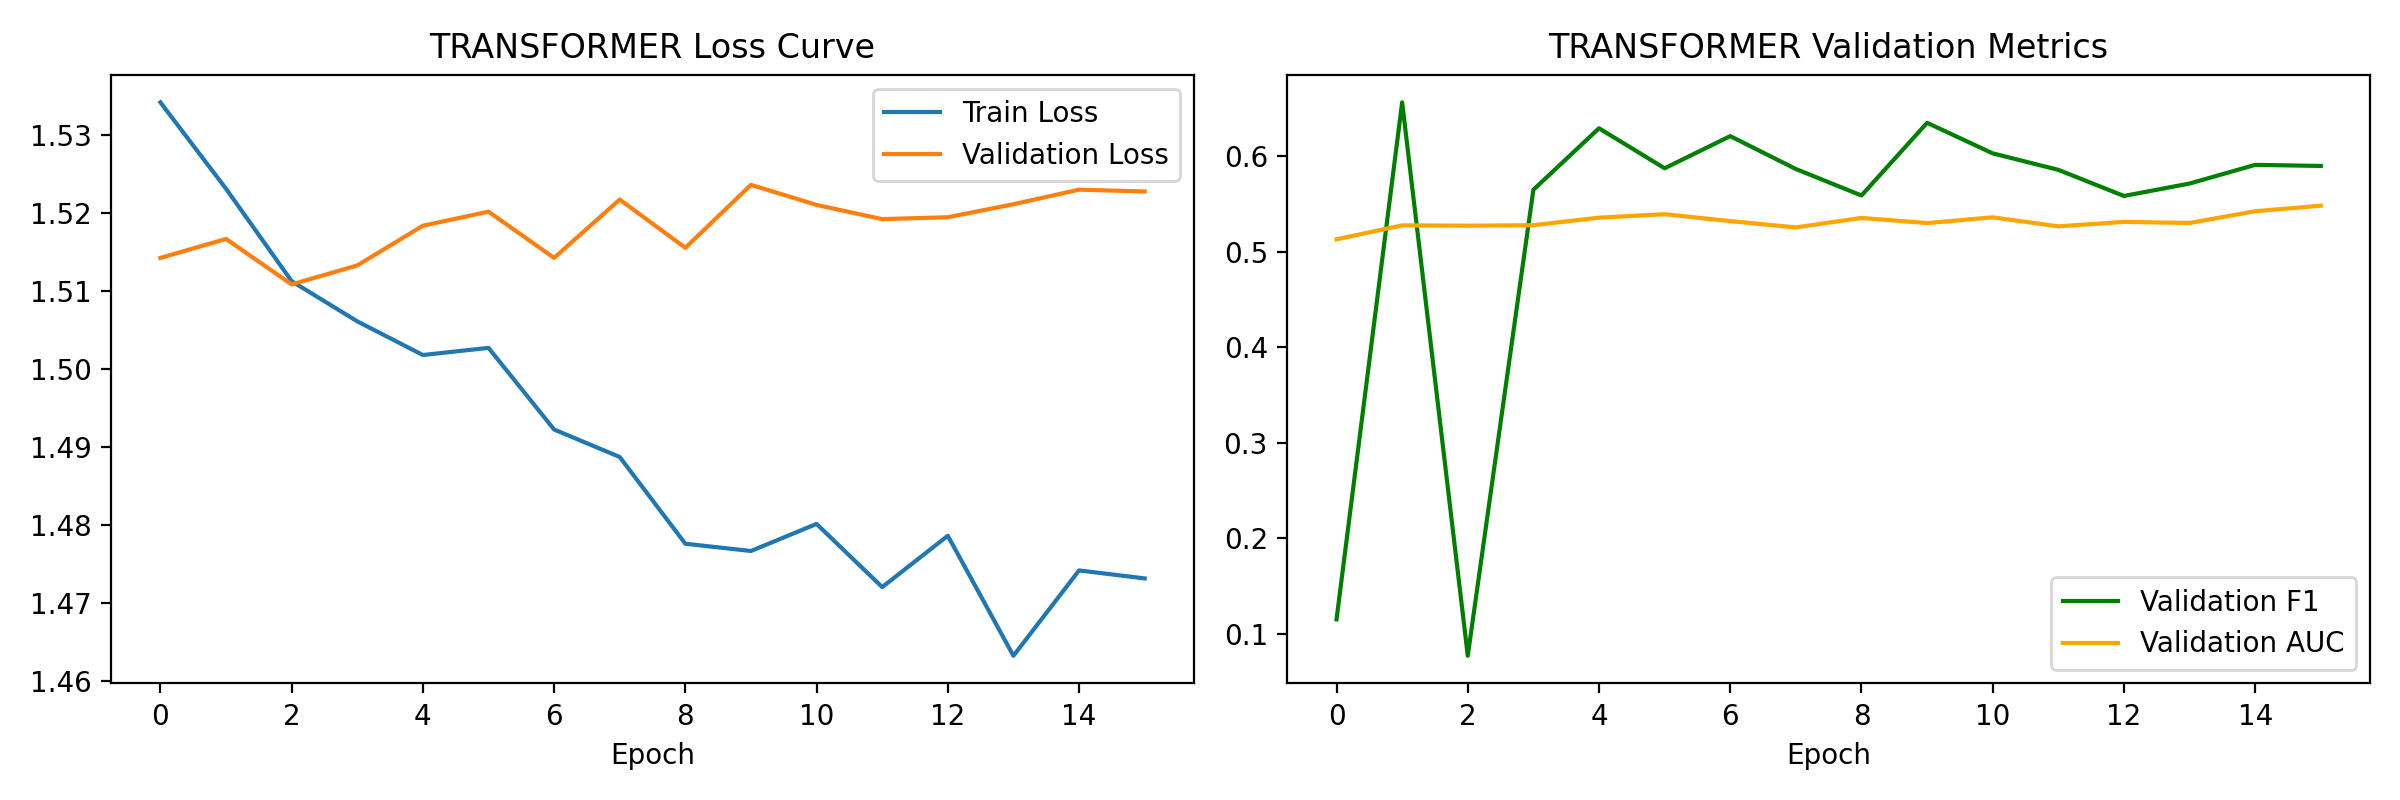 TRANSFORMER Loss Curve
Train Loss
Validation Loss
1.53
1.52
1.51
1.50
1.49
1.48
1.47
1.46
0 2 4 6 8 10 12 14
Epoch
TRANSFORMER Validation Metrics
0.6
0.5
0.4
0.3
0.2
0.1
Validation F1
Validation AUC
0 2 4 6 8 10 12 14
Epoch